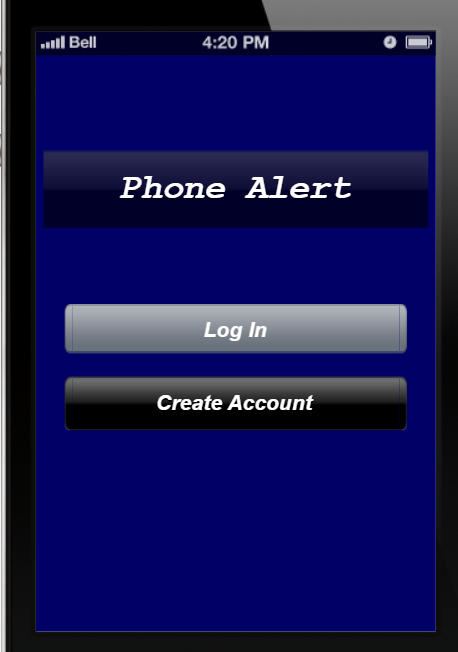 Bell 4:20 PM
Phone Alert
Log In
Create Account